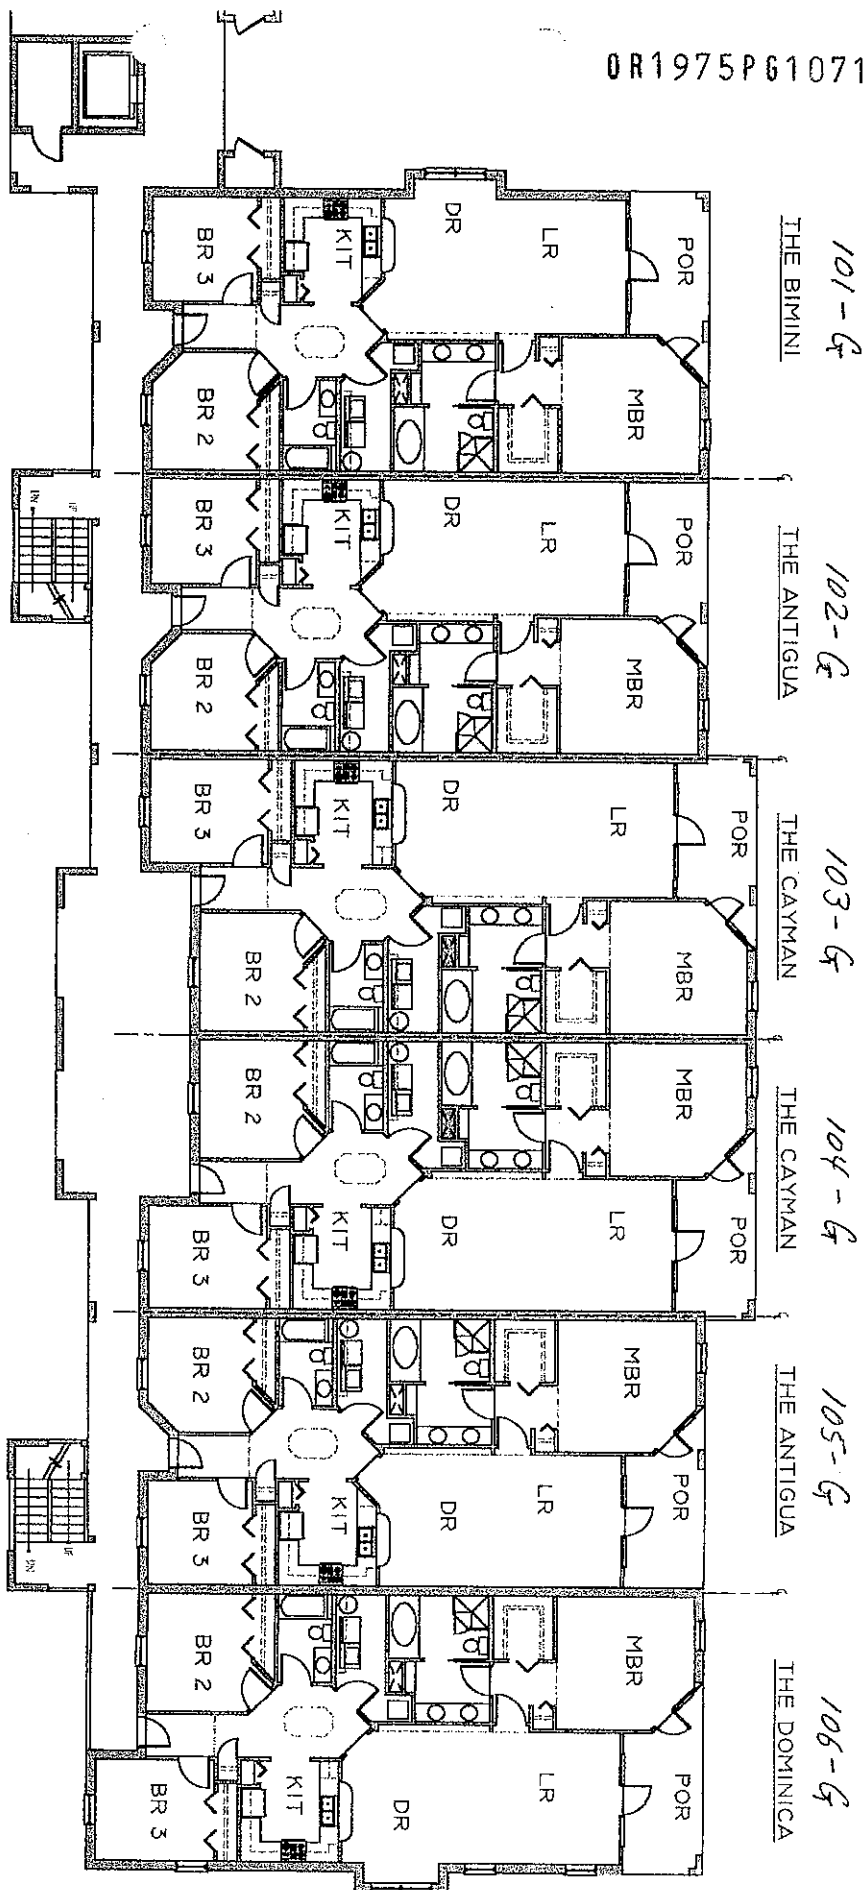 OR1975PG1071
101-G
THE BIMINI
POR
LR
DR
KIT
BR 3
MBR
BR 2
102-G
THE ANTIGUA
POR
LR
DR
KIT
BR 3
MBR
BR 2
103-G
THE CAYMAN
POR
LR
DR
KIT
BR 3
MBR
BR 2
104-G
THE CAYMAN
MBR
BR 2
POR
LR
DR
KIT
BR 3
105-G
THE ANTIGUA
MBR
BR 2
POR
LR
DR
KIT
BR 3
106-G
THE DOMINICA
MBR
BR 2
POR
LR
DR
KIT
BR 3